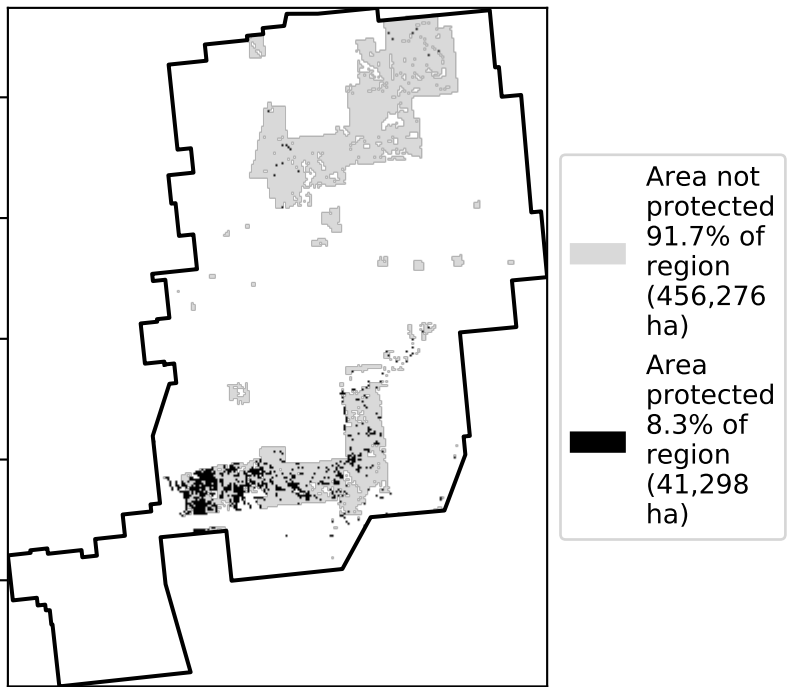 Area not
protected
91.7% of
region
(456,276
ha)
Area
protected
8.3% of
region
(41,298
ha)